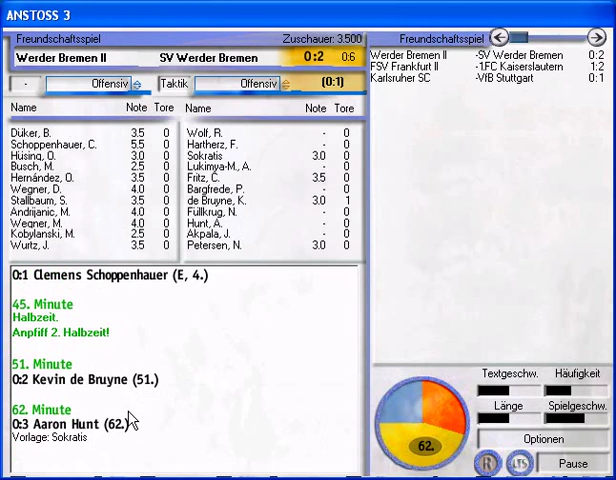 ANSTOSS 3
Freundschaftsspiel Zuschauer: 3.500
Werder Bremen II SV Werder Bremen 0:2 0:6
- Offensiv Taktik Offensiv (0:1)
Name Note Tore Name Note Tore
Düker, B. 3.5 0 Wolf, R. - 0
Schoppenhauer, C. 5.5 0 Hartherz, F. - 0
Hüsing, O. 3.0 0 Sokratis 3.0 0
Busch, M. 2.5 0 Lukimya-M., A. - 0
Hernández, O. 3.5 0 Fritz, C. 3.5 0
Wegner, D. 4.0 0 Bargfrede, P. - 0
Stallbaum, S. 3.5 0 de Bruyne, K. 3.0 1
Andrijanic, M. 4.0 0 Füllkrug, N. - 0
Wegner, M. 4.0 0 Hunt, A. - 0
Kobylanski, M. 2.5 0 Akpala, J. - 0
Wurtz, J. 3.5 0 Petersen, N. 3.0 0
0:1 Clemens Schoppenhauer (E, 4.)
45. Minute
Halbzeit.
Anpfiff 2. Halbzeit!
51. Minute
0:2 Kevin de Bruyne (51.)
62. Minute
0:3 Aaron Hunt (62.)
Vorlage: Sokratis
Freundschaftsspiel
Werder Bremen II -SV Werder Bremen 0:2
FSV Frankfurt II -1.FC Kaiserslautern 1:2
Karlsruher SC -VfB Stuttgart 0:1
Textgeschw. Häufigkeit
Länge Spielgeschw.
62.
Optionen
R LTS Pause